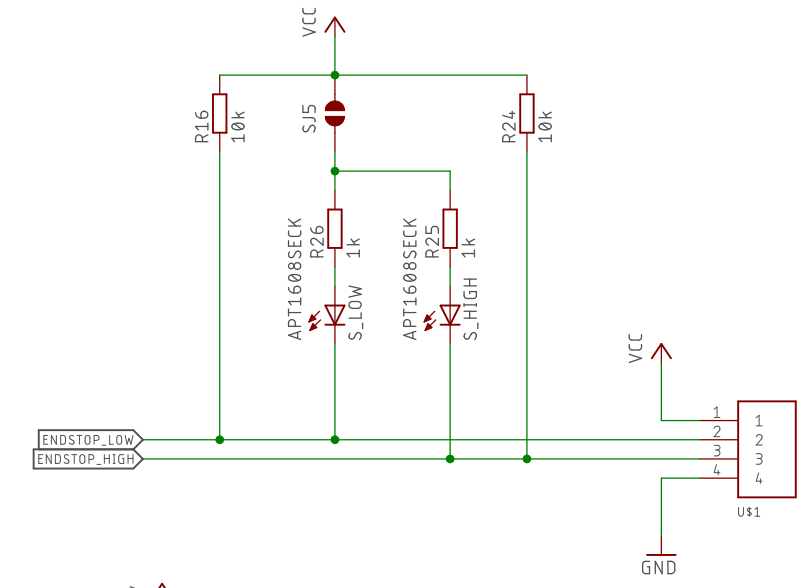 VCC
R16
10k
SJ5
R24
10k
APT1608SECK
R26
1k
S_LOW
APT1608SECK
R25
1k
S_HIGH
VCC
ENDSTOP_LOW
ENDSTOP_HIGH
1 1
2 2
3 3
4 4
U$1
GND